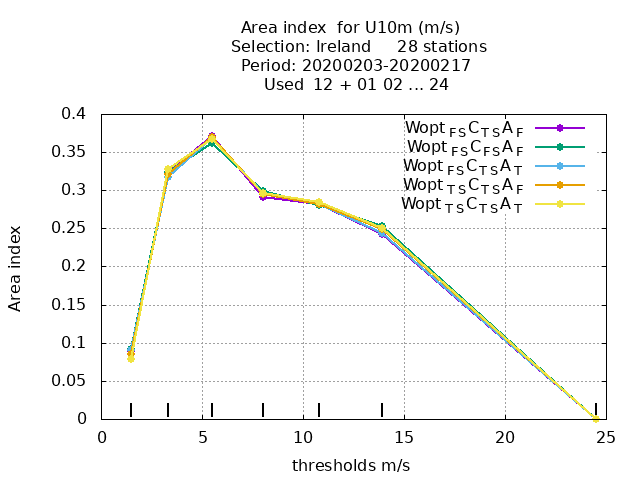 Area index  for U10m (m/s)
Selection: Ireland     28 stations
Period: 20200203-20200217
Used  12 + 01 02 ... 24
Wopt FS C TS A F
Wopt FS C FS A F
Wopt FS C TS A T
Wopt TS C TS A F
Wopt TS C TS A T
0.4
0.35
0.3
0.25
0.2
0.15
0.1
0.05
0
Area index
0 5 10 15 20 25
thresholds m/s